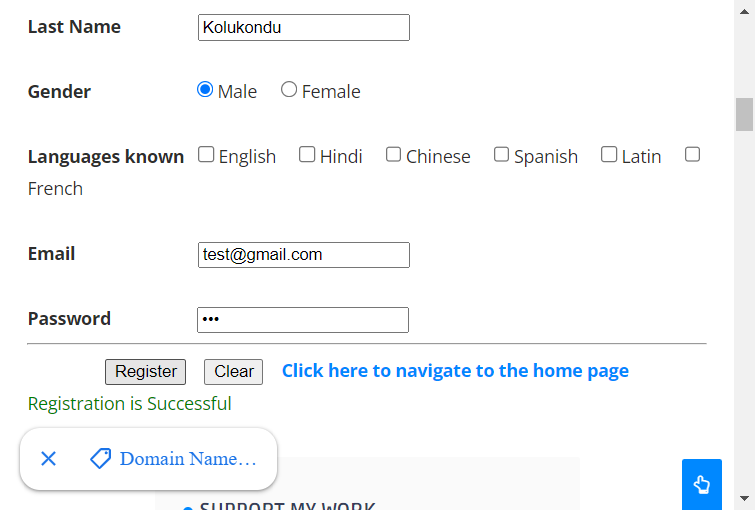 Last Name Kolukondu
Gender Male Female
Languages known English Hindi Chinese Spanish Latin
French
Email test@gmail.com
Password •••
Register Clear Click here to navigate to the home page
Registration is Successful
Domain Name…
SUPPORT MY WORK